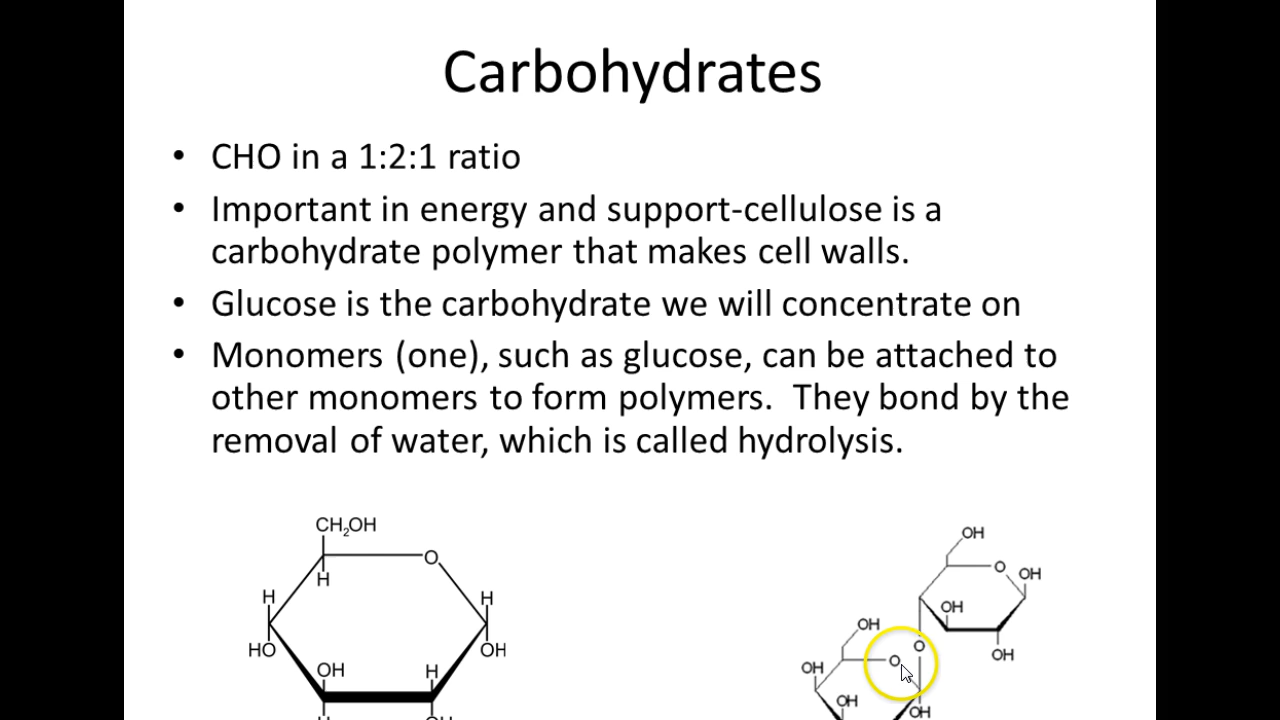 Carbohydrates
• CHO in a 1:2:1 ratio
• Important in energy and support-cellulose is a
carbohydrate polymer that makes cell walls.
• Glucose is the carbohydrate we will concentrate on
• Monomers (one), such as glucose, can be attached to
other monomers to form polymers.  They bond by the
removal of water, which is called hydrolysis.
CH₂OH
O
H
H
H
HO
OH
OH
H
H
OH
O
OH
OH
OH
O
OH
O
OH
OH
OH